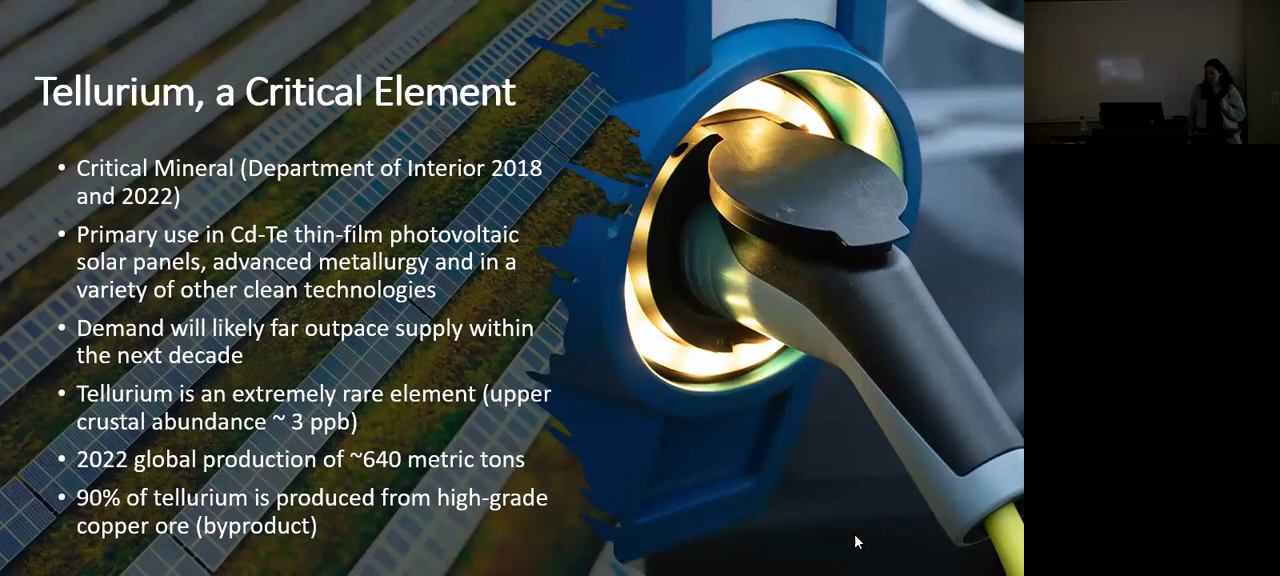 Tellurium, a Critical Element
• Critical Mineral (Department of Interior 2018
and 2022)
• Primary use in Cd-Te thin-film photovoltaic
solar panels, advanced metallurgy and in a
variety of other clean technologies
• Demand will likely far outpace supply within
the next decade
• Tellurium is an extremely rare element (upper
crustal abundance ~ 3 ppb)
• 2022 global production of ~640 metric tons
• 90% of tellurium is produced from high-grade
copper ore (byproduct)